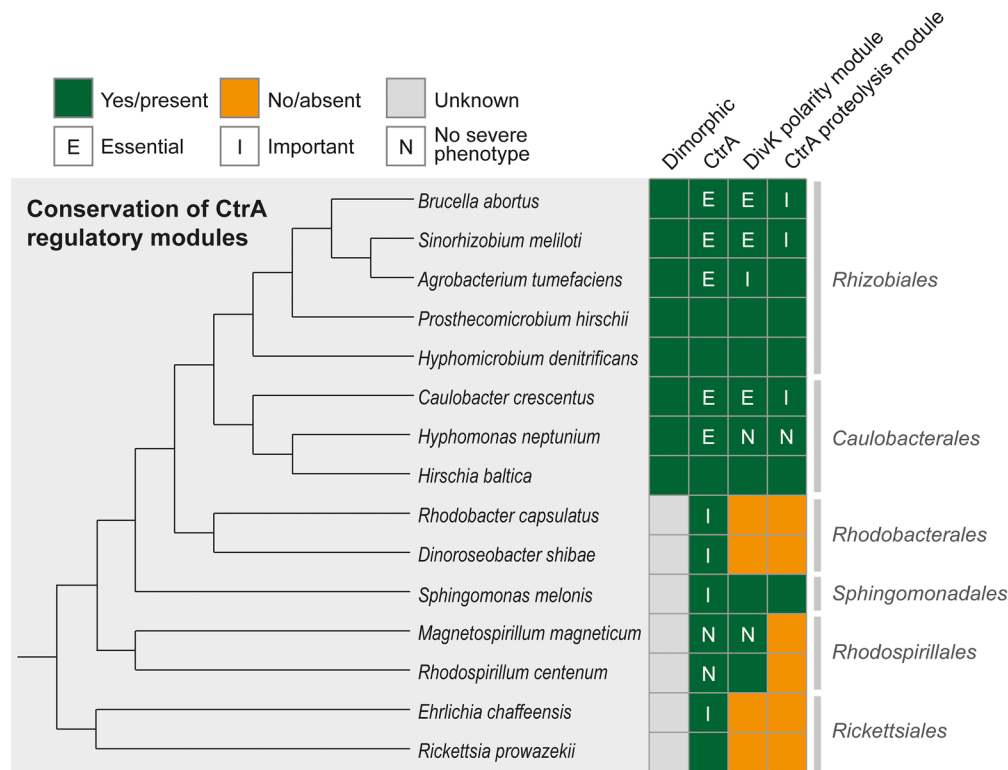 Dimorphic
CtrA
DivK polarity module
CtrA proteolysis module
Yes/present
No/absent
Unknown
E Essential
I Important
N No severe
phenotype
Conservation of CtrA
regulatory modules
Brucella abortus E E I
Sinorhizobium meliloti E E I
Agrobacterium tumefaciens E I
Prosthecomicrobium hirschii
Hyphomicrobium denitrificans
Rhizobiales
Caulobacter crescentus E E I
Hyphomonas neptunium E N N
Hirschia baltica
Caulobacterales
Rhodobacter capsulatus I
Dinoroseobacter shibae I
Rhodobacterales
Sphingomonas melonis I
Sphingomonadales
Magnetospirillum magneticum N N
Rhodospirillum centenum N
Rhodospirillales
Ehrlichia chaffeensis I
Rickettsia prowazekii
Rickettsiales